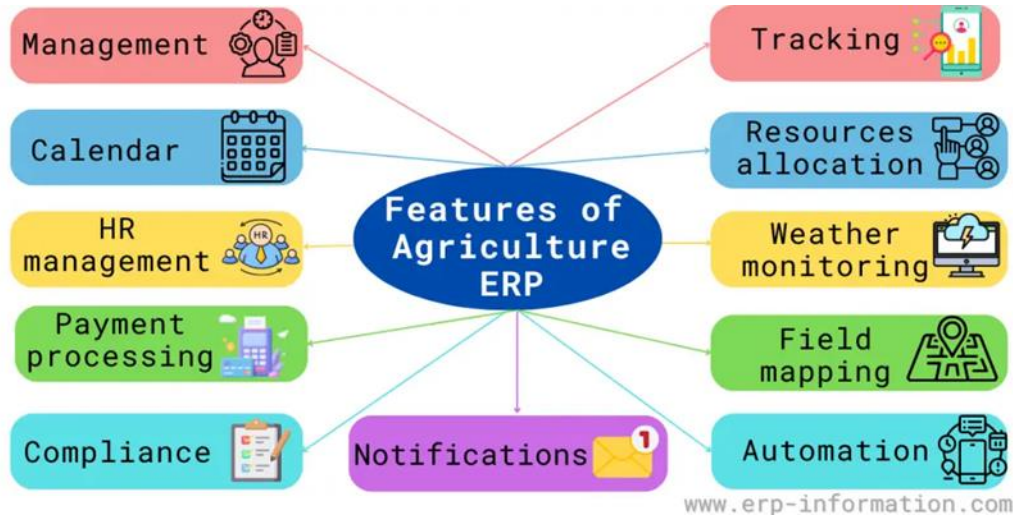 Management
Tracking
Calendar
Resources
allocation
Features of
Agriculture
ERP
HR
management
HR
Weather
monitoring
Payment
processing
Field
mapping
Compliance
Notifications
1
Automation
www.erp-information.com